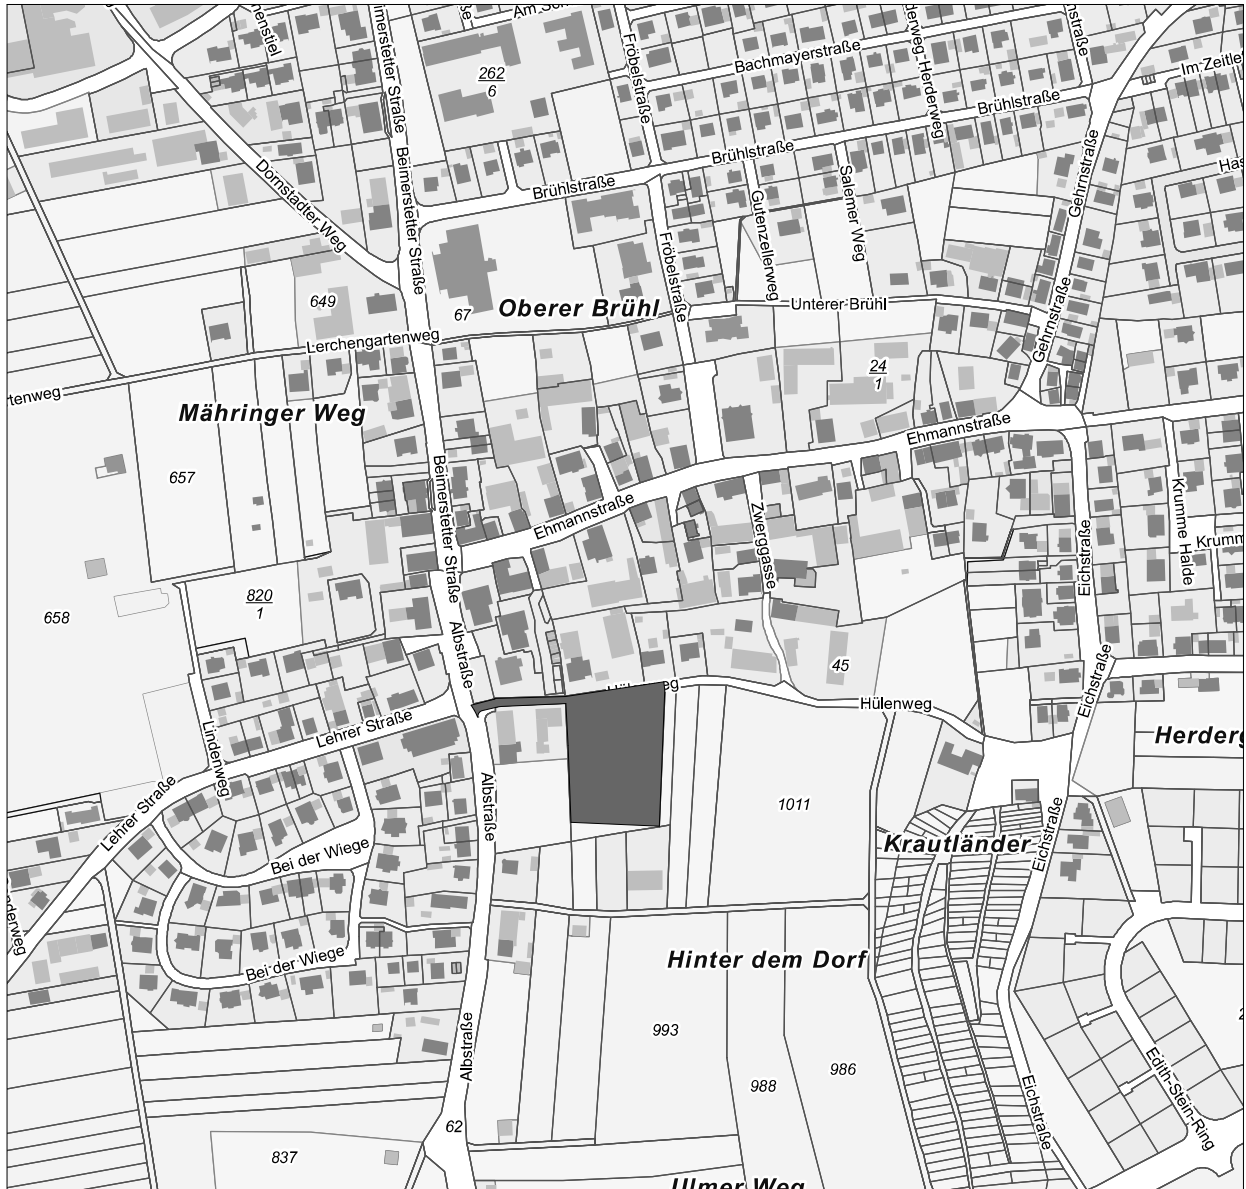 Am
Bachmayerstraße
Im Zeitle
262
6
Fröbelstraße
Beimerstetter Straße
Brühlstraße
Brühlstraße
Brühlstraße
Gehrnstraße
Dornstadter Weg
Beimerstetter Straße
Gutenzellerweg
Salemer Weg
Fröbelstraße
649
67
Oberer Brühl
Unterer Brühl
Gehrnstraße
Lerchengartenweg
24
1
tenweg
Mähringer Weg
Ehmannstraße
657
Beimerstetter Straße
Ehmannstraße
Zwerggasse
Krumme Halde
Krumm
Eichstraße
658
820
1
Albstraße
45
Hülenweg
Eichstraße
Lindenweg
Lehrer Straße
Herderg
Lehrer Straße
Albstraße
1011
Krautländer
Eichstraße
Bei der Wiege
Bei der Wiege
Hinter dem Dorf
993
988
986
Albstraße
Eichstraße
Edith-Stein-Ring
62
837
Ulmer Weg